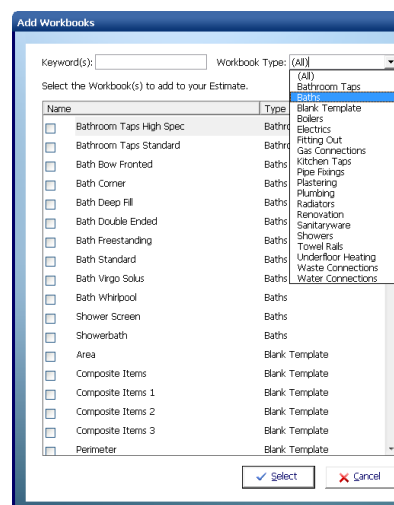 Add Workbooks
Keyword(s): Workbook Type: (All)
Select the Workbook(s) to add to your Estimate.
(All)
Bathroom Taps
Baths
Blank Template
Boilers
Electrics
Fitting Out
Gas Connections
Kitchen Taps
Pipe Fixings
Plastering
Plumbing
Radiators
Renovation
Sanitaryware
Showers
Towel Rails
Underfloor Heating
Waste Connections
Water Connections
Name Type
Bathroom Taps High Spec Bathro
Bathroom Taps Standard Bathro
Bath Bow Fronted Baths
Bath Corner Baths
Bath Deep Fill Baths
Bath Double Ended Baths
Bath Freestanding Baths
Bath Standard Baths
Bath Virgo Solus Baths
Bath Whirlpool Baths
Shower Screen Baths
Showerbath Baths
Area Blank Template
Composite Items Blank Template
Composite Items 1 Blank Template
Composite Items 2 Blank Template
Composite Items 3 Blank Template
Perimeter Blank Template
Select Cancel